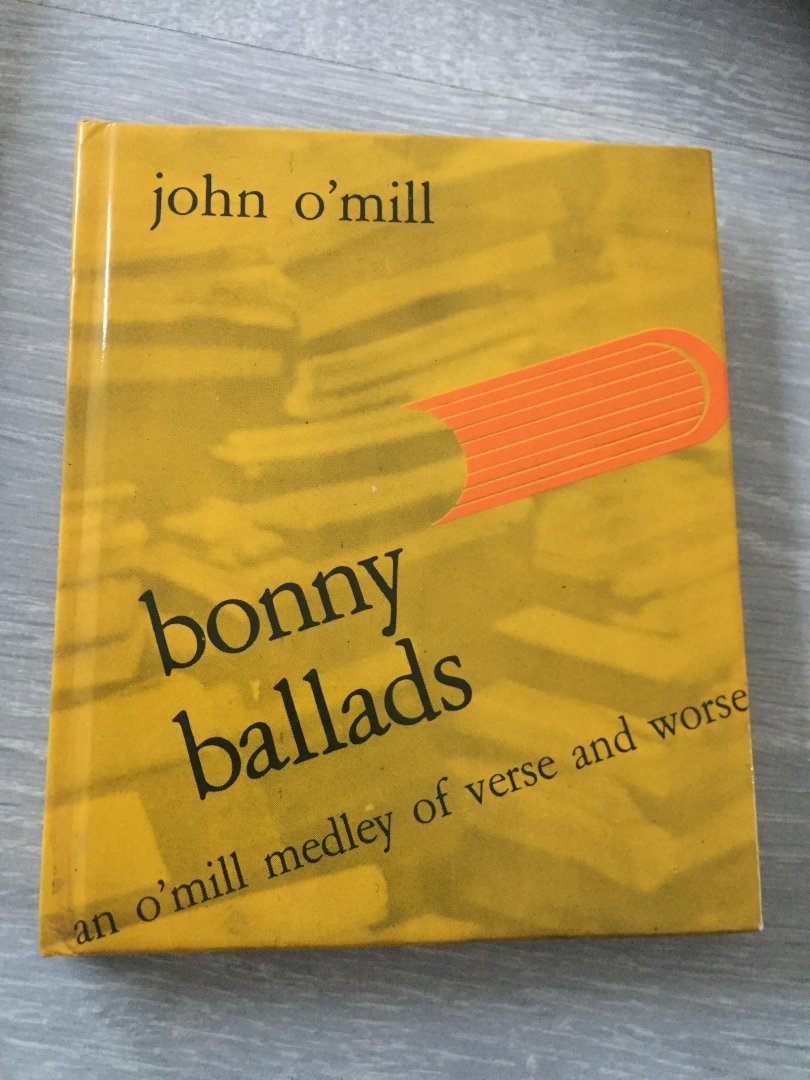 john o'mill
bonny
ballads
an o'mill medley of verse and worse